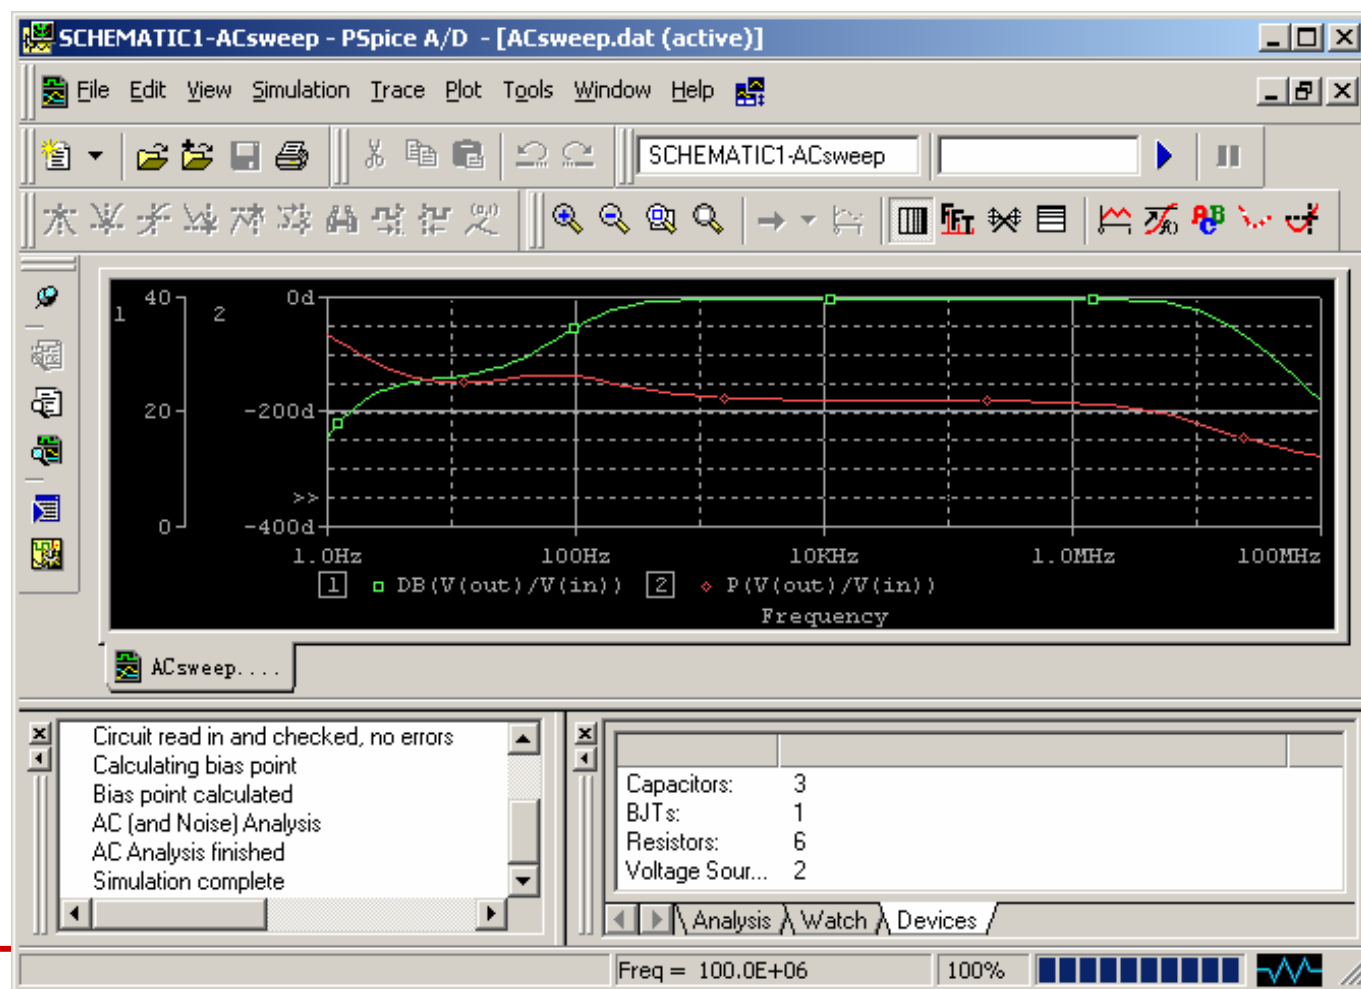 SCHEMATIC1-ACsweep - PSpice A/D - [ACsweep.dat (active)]
File Edit View Simulation Trace Plot Tools Window Help
SCHEMATIC1-ACsweep
40 0d
1 2
20 -200d
>>
0 -400d
1.0Hz 100Hz 10KHz 1.0MHz 100MHz
1 DB(V(out)/V(in)) 2 P(V(out)/V(in))
Frequency
ACsweep....
Circuit read in and checked, no errors
Calculating bias point
Bias point calculated
AC (and Noise) Analysis
AC Analysis finished
Simulation complete
Capacitors: 3
BJTs: 1
Resistors: 6
Voltage Sour... 2
Analysis Watch Devices
Freq = 100.0E+06 100%